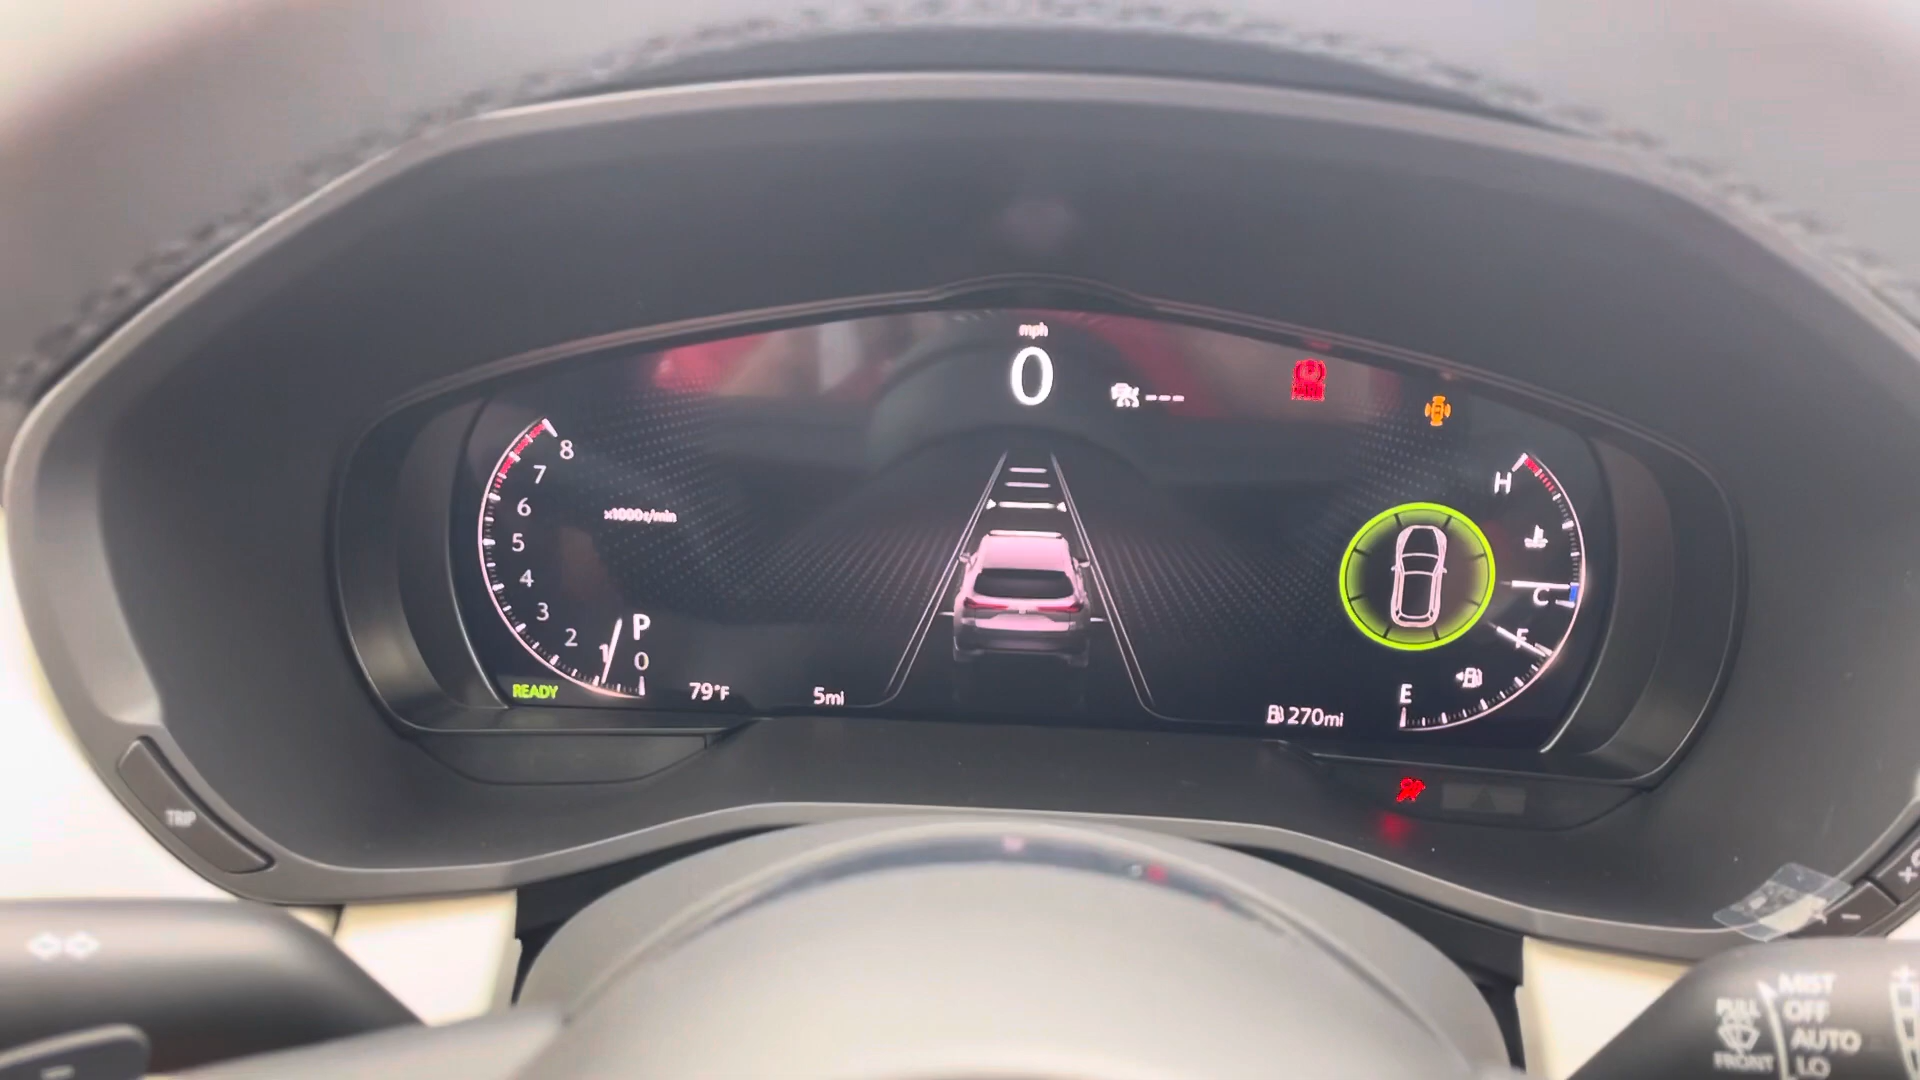 mph
0
---
8
7
6
5
4
3
2
1
x1000r/min
P
0
READY
79°F
5mi
H
C
F
E
270mi
TRIP
MIST
OFF
AUTO
LO
PULL
FRONT